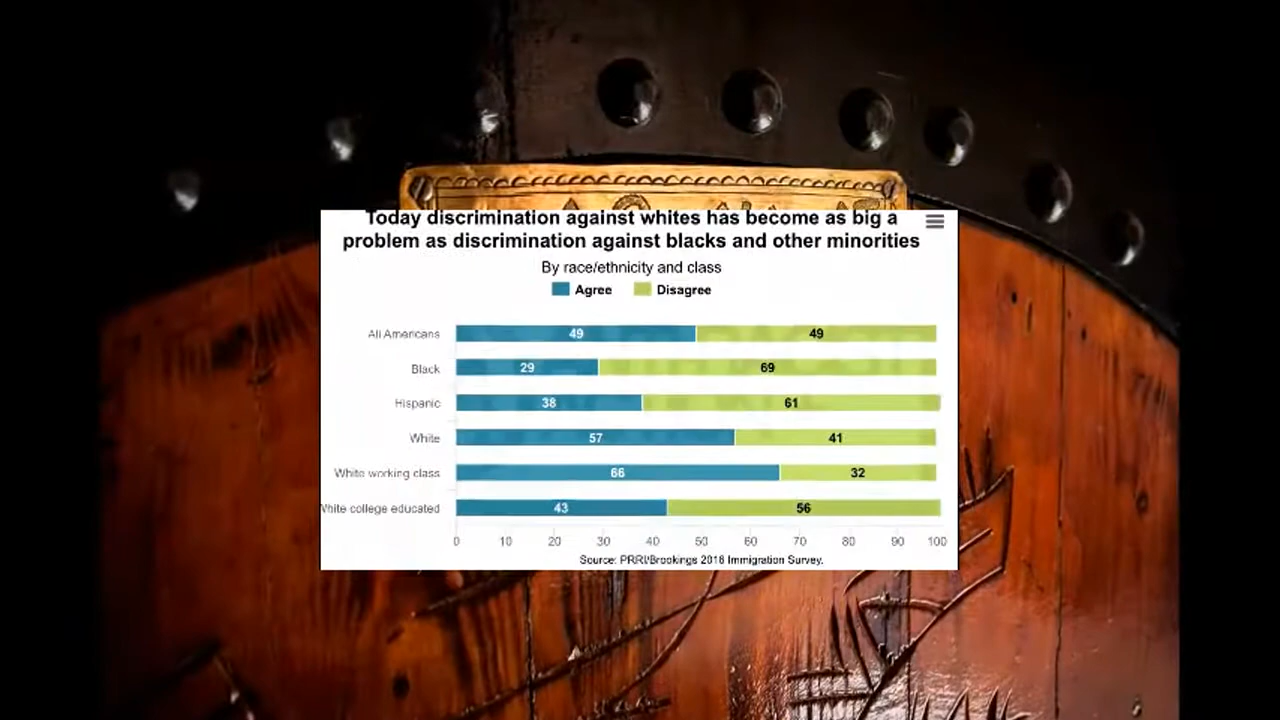 Today discrimination against whites has become as big a
problem as discrimination against blacks and other minorities
By race/ethnicity and class
Agree Disagree
All Americans 49 49
Black 29 69
Hispanic 38 61
White 57 41
White working class 66 32
White college educated 43 56
0 10 20 30 40 50 60 70 80 90 100
Source: PRRI/Brookings 2016 Immigration Survey.